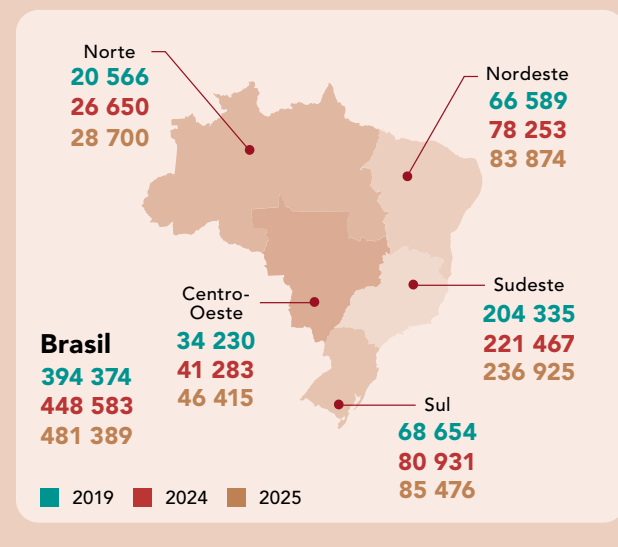 Norte
20 566
26 650
28 700
Nordeste
66 589
78 253
83 874
Centro-
Oeste
34 230
41 283
46 415
Sudeste
204 335
221 467
236 925
Brasil
394 374
448 583
481 389
Sul
68 654
80 931
85 476
2019 2024 2025